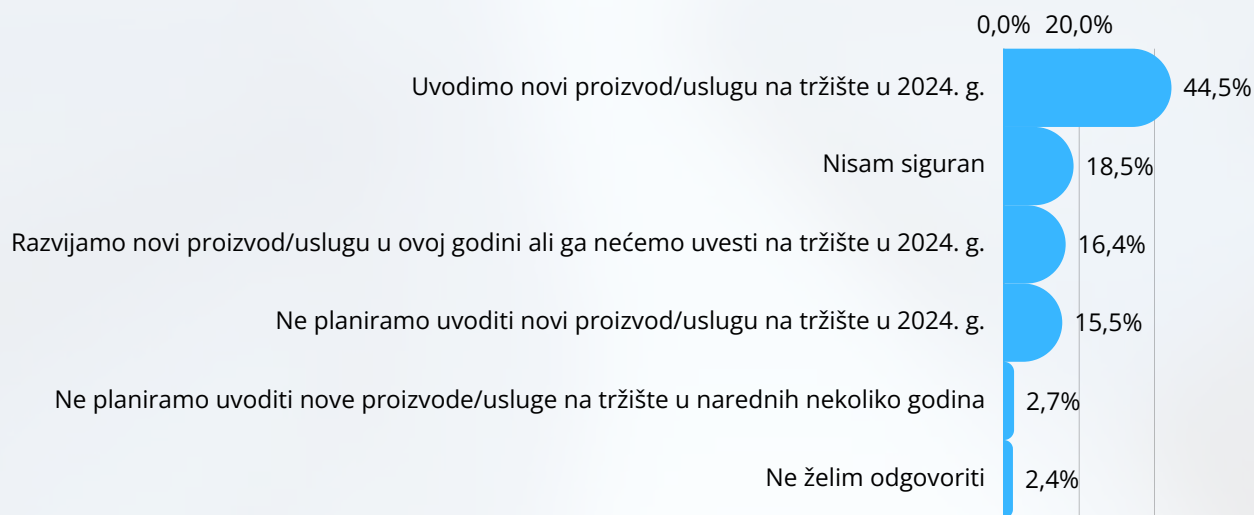 0,0% 20,0%
Uvodimo novi proizvod/uslugu na tržište u 2024. g. 44,5%
Nisam siguran 18,5%
Razvijamo novi proizvod/uslugu u ovoj godini ali ga nećemo uvesti na tržište u 2024. g. 16,4%
Ne planiramo uvoditi novi proizvod/uslugu na tržište u 2024. g. 15,5%
Ne planiramo uvoditi nove proizvode/usluge na tržište u narednih nekoliko godina 2,7%
Ne želim odgovoriti 2,4%